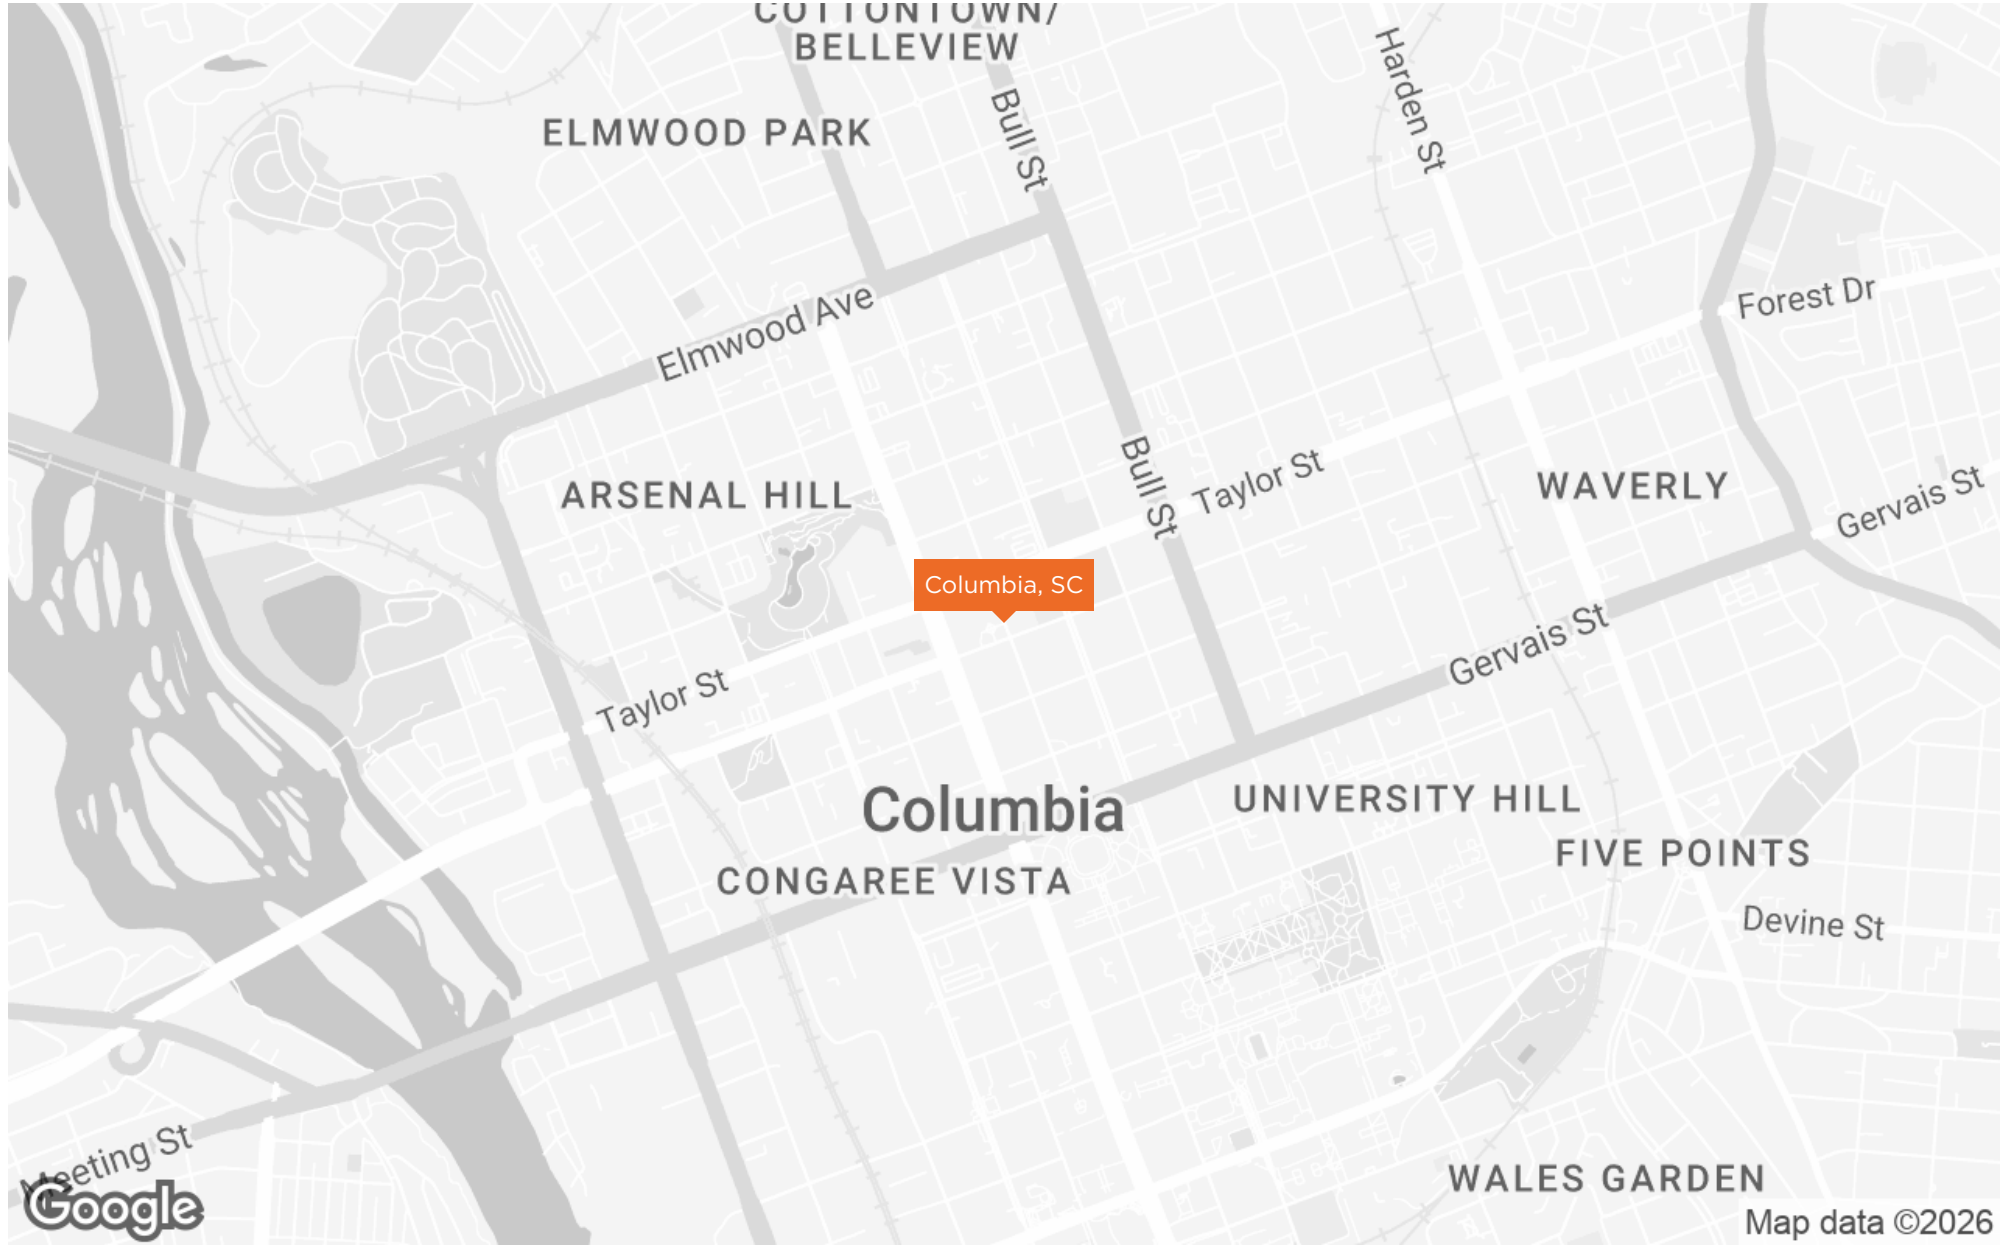 COTTONTOWN/
BELLEVIEW
Harden St
Bull St
ELMWOOD PARK
Forest Dr
Elmwood Ave
Bull St
Taylor St
WAVERLY
Gervais St
ARSENAL HILL
Columbia, SC
Gervais St
Taylor St
Columbia
UNIVERSITY HILL
FIVE POINTS
CONGAREE VISTA
Devine St
Meeting St
WALES GARDEN
Google
Map data ©2026